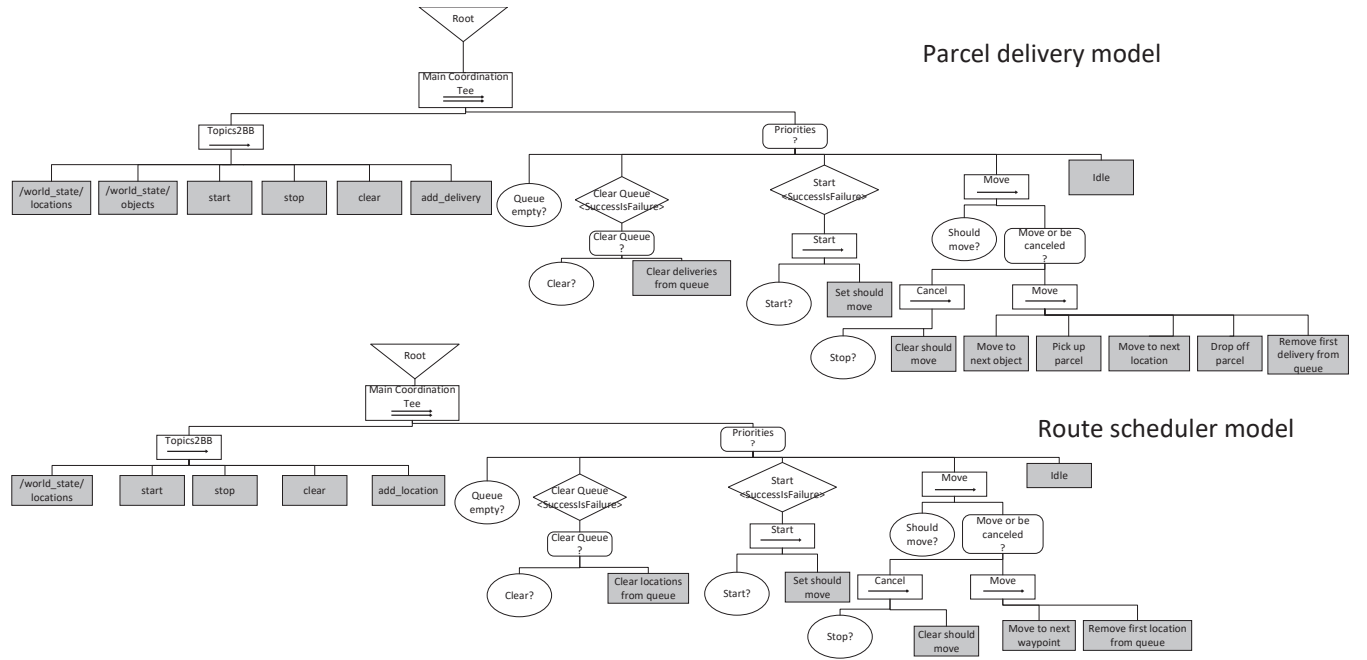 Root
Parcel delivery model
Main Coordination
Tee
Topics2BB
Priorities
?
/world_state/
locations
/world_state/
objects
start
stop
clear
add_delivery
Queue
empty?
Clear Queue
<SuccessIsFailure>
Start
<SuccessIsFailure>
Move
Idle
Clear Queue
?
Start
Should
move?
Move or be
canceled
?
Clear?
Clear deliveries
from queue
Start?
Set should
move
Cancel
Move
Stop?
Clear should
move
Move to
next object
Pick up
parcel
Move to next
location
Drop off
parcel
Remove first
delivery from
queue
Root
Main Coordination
Tee
Route scheduler model
Topics2BB
Priorities
?
/world_state/
locations
start
stop
clear
add_location
Queue
empty?
Clear Queue
<SuccessIsFailure>
Start
<SuccessIsFailure>
Move
Idle
Clear Queue
?
Start
Should
move?
Move or be
canceled
?
Clear?
Clear locations
from queue
Start?
Set should
move
Cancel
Move
Stop?
Clear should
move
Move to next
waypoint
Remove first location
from queue